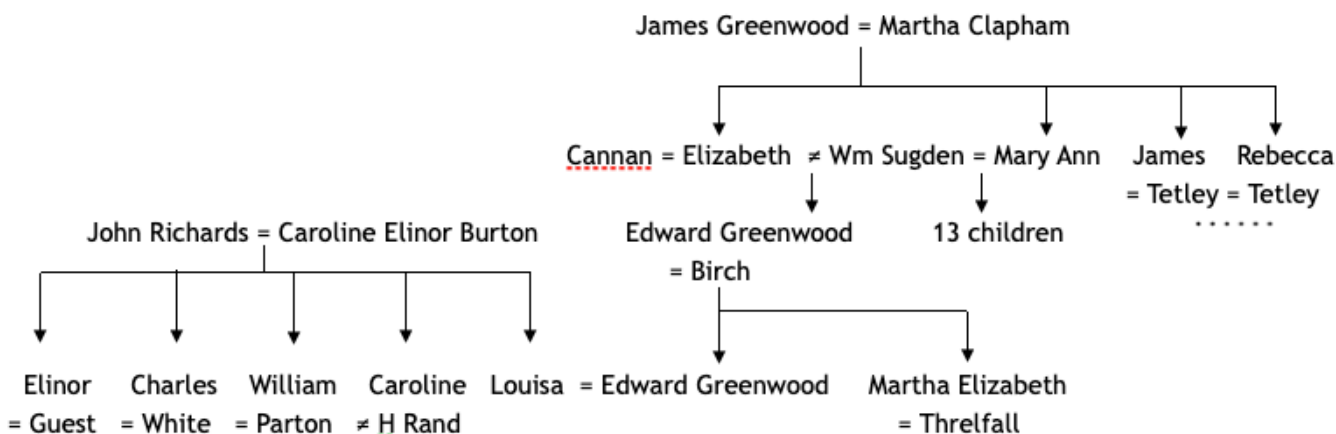 James Greenwood = Martha Clapham
Cannan = Elizabeth ≠ Wm Sugden = Mary Ann James Rebecca
= Tetley = Tetley
John Richards = Caroline Elinor Burton Edward Greenwood 13 children ......
= Birch
Elinor Charles William Caroline Louisa = Edward Greenwood Martha Elizabeth
= Guest = White = Parton ≠ H Rand = Threlfall